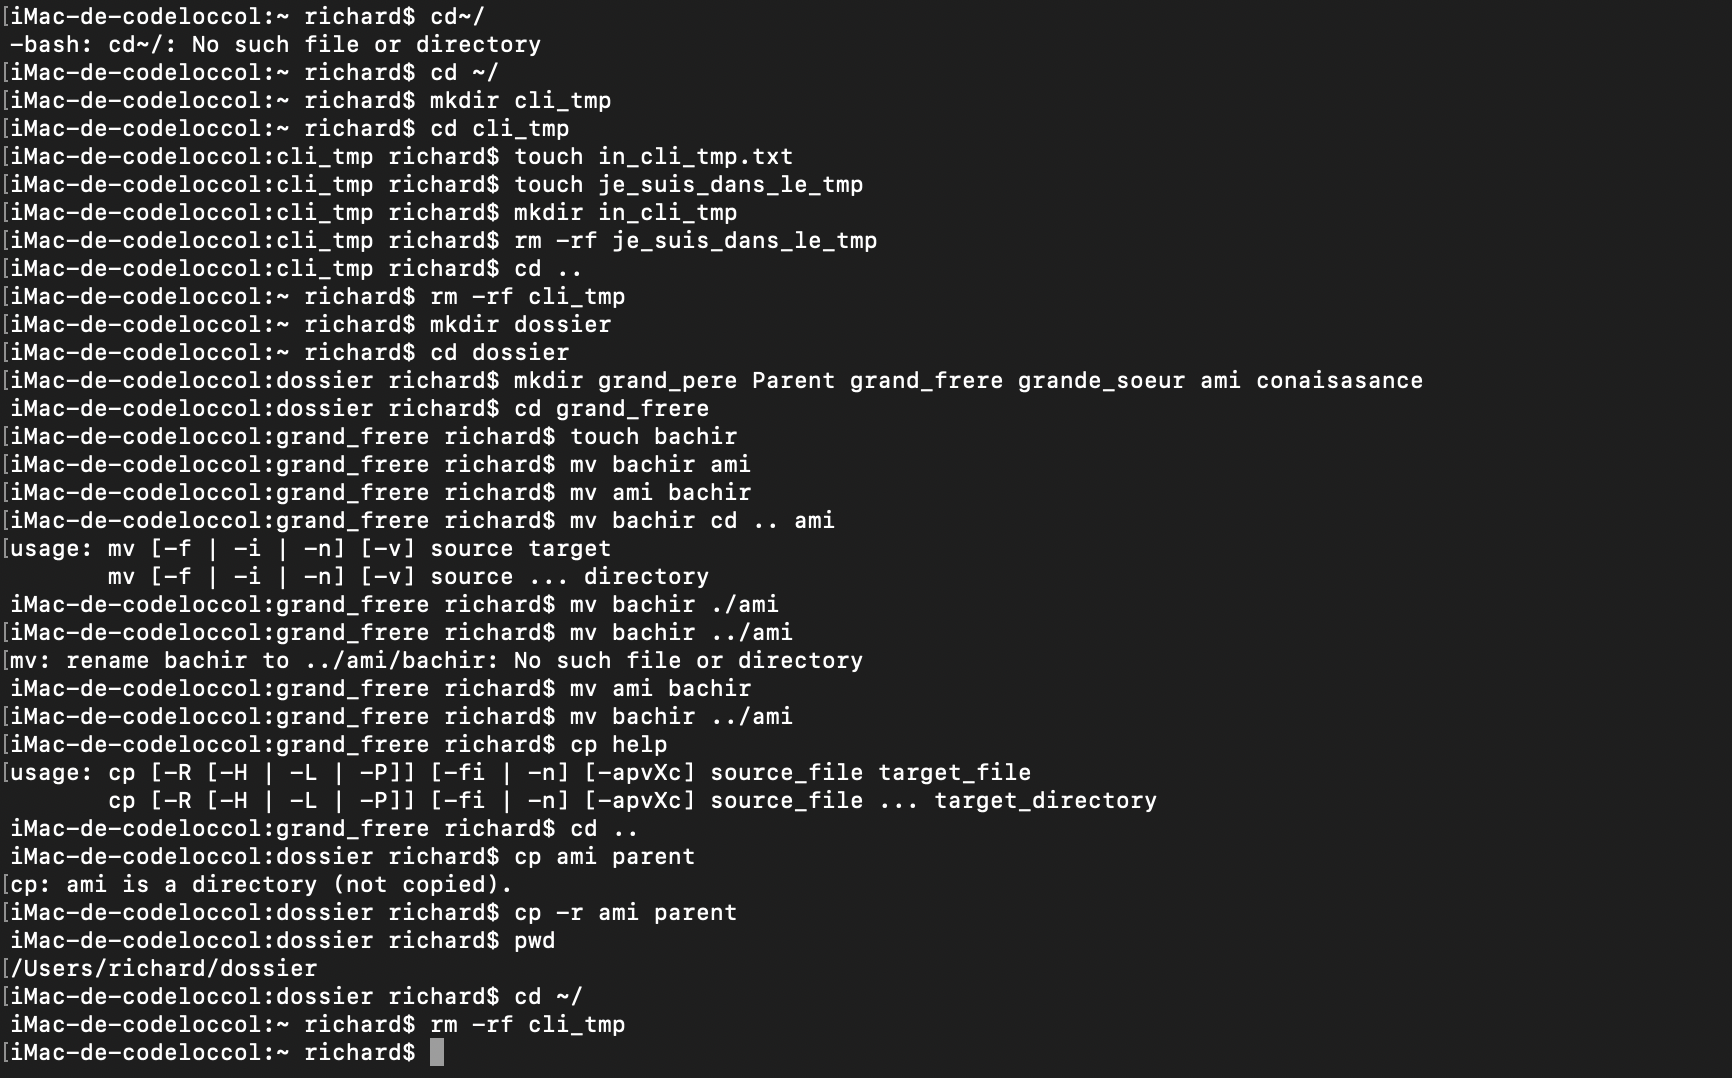 [iMac-de-codeloccol:~ richard$ cd~/
-bash: cd~/: No such file or directory
[iMac-de-codeloccol:~ richard$ cd ~/
[iMac-de-codeloccol:~ richard$ mkdir cli_tmp
[iMac-de-codeloccol:~ richard$ cd cli_tmp
[iMac-de-codeloccol:cli_tmp richard$ touch in_cli_tmp.txt
[iMac-de-codeloccol:cli_tmp richard$ touch je_suis_dans_le_tmp
[iMac-de-codeloccol:cli_tmp richard$ mkdir in_cli_tmp
[iMac-de-codeloccol:cli_tmp richard$ rm -rf je_suis_dans_le_tmp
[iMac-de-codeloccol:cli_tmp richard$ cd ..
[iMac-de-codeloccol:~ richard$ rm -rf cli_tmp
[iMac-de-codeloccol:~ richard$ mkdir dossier
[iMac-de-codeloccol:~ richard$ cd dossier
[iMac-de-codeloccol:dossier richard$ mkdir grand_pere Parent grand_frere grande_soeur ami conaisasance
iMac-de-codeloccol:dossier richard$ cd grand_frere
[iMac-de-codeloccol:grand_frere richard$ touch bachir
[iMac-de-codeloccol:grand_frere richard$ mv bachir ami
[iMac-de-codeloccol:grand_frere richard$ mv ami bachir
[iMac-de-codeloccol:grand_frere richard$ mv bachir cd .. ami
[usage: mv [-f | -i | -n] [-v] source target
mv [-f | -i | -n] [-v] source ... directory
iMac-de-codeloccol:grand_frere richard$ mv bachir ./ami
[iMac-de-codeloccol:grand_frere richard$ mv bachir ../ami
[mv: rename bachir to ../ami/bachir: No such file or directory
iMac-de-codeloccol:grand_frere richard$ mv ami bachir
[iMac-de-codeloccol:grand_frere richard$ mv bachir ../ami
[iMac-de-codeloccol:grand_frere richard$ cp help
[usage: cp [-R [-H | -L | -P]] [-fi | -n] [-apvXc] source_file target_file
cp [-R [-H | -L | -P]] [-fi | -n] [-apvXc] source_file ... target_directory
iMac-de-codeloccol:grand_frere richard$ cd ..
iMac-de-codeloccol:dossier richard$ cp ami parent
[cp: ami is a directory (not copied).
[iMac-de-codeloccol:dossier richard$ cp -r ami parent
iMac-de-codeloccol:dossier richard$ pwd
[/Users/richard/dossier
[iMac-de-codeloccol:dossier richard$ cd ~/
iMac-de-codeloccol:~ richard$ rm -rf cli_tmp
[iMac-de-codeloccol:~ richard$